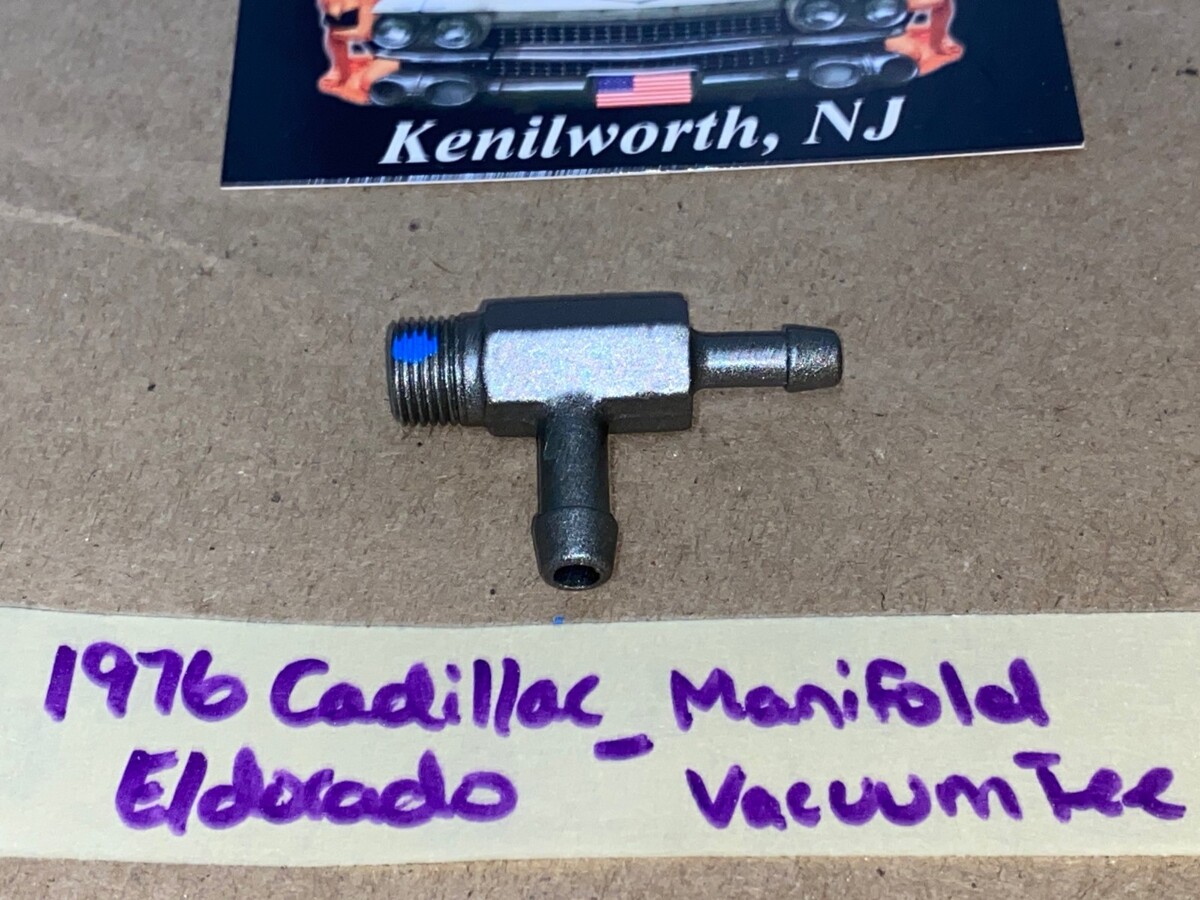 Kenilworth, NJ
1976 Cadillac - Manifold
Eldorado Vacuum Tee